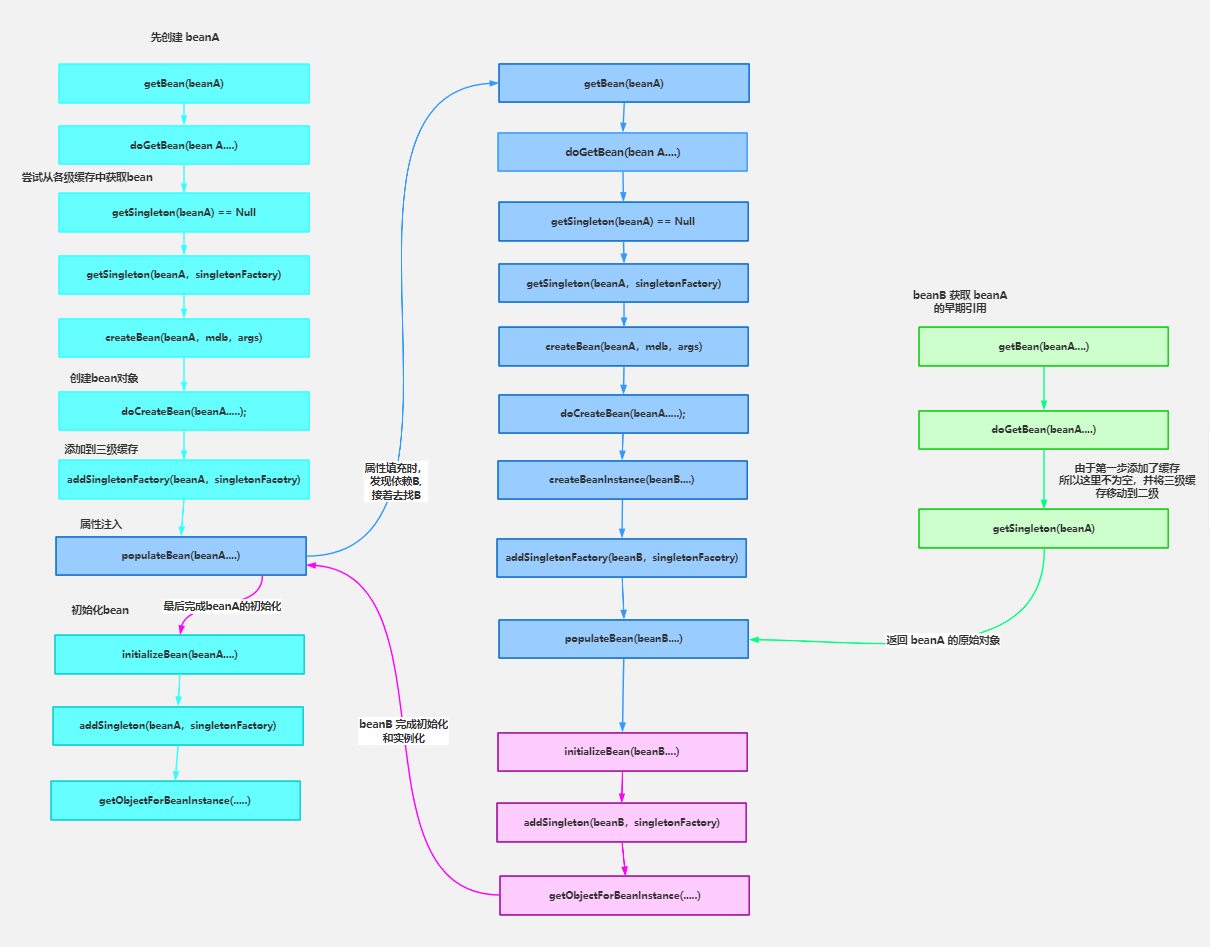 先创建 beanA
getBean(beanA)
doGetBean(bean A....)
尝试从各级缓存中获取bean
getSingleton(beanA) == Null
getSingleton(beanA，singletonFactory)
createBean(beanA，mdb，args)
创建bean对象
doCreateBean(beanA.....);
添加到三级缓存
addSingletonFactory(beanA，singletonFacotry)
属性注入
populateBean(beanA....)
初始化bean
最后完成beanA的初始化
initializeBean(beanA....)
addSingleton(beanA，singletonFactory)
getObjectForBeanInstance(.....)
属性填充时，
发现依赖B,
接着去找B
beanB 完成初始化
和实例化
getBean(beanA)
doGetBean(bean A....)
getSingleton(beanA) == Null
getSingleton(beanA，singletonFactory)
createBean(beanA，mdb，args)
doCreateBean(beanA.....);
createBeanInstance(beanB....)
addSingletonFactory(beanB，singletonFacotry)
populateBean(beanB....)
initializeBean(beanB....)
addSingleton(beanB，singletonFactory)
getObjectForBeanInstance(.....)
beanB 获取 beanA
的早期引用
getBean(beanA....)
doGetBean(beanA....)
由于第一步添加了缓存
所以这里不为空，并将三级缓
存移动到二级
getSingleton(beanA)
返回 beanA 的原始对象